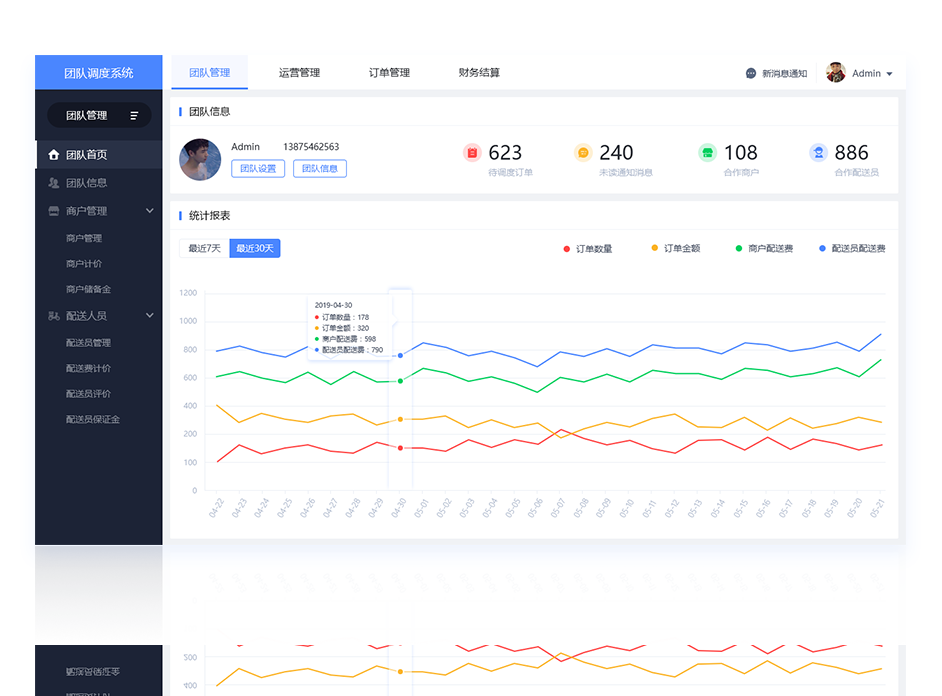 团队调度系统
团队管理
运营管理
订单管理
财务结算
新消息通知
Admin
团队管理
团队首页
团队信息
商户管理
商户管理
商户计价
商户储备金
配送人员
配送员管理
配送费计价
配送员评价
配送员保证金
团队信息
Admin 13875462563
团队设置 团队信息
623
待调度订单
240
未读通知消息
108
合作商户
886
合作配送员
统计报表
最近7天 最近30天
订单数量 订单金额 商户配送费 配送员配送费
1200
1000
800
600
400
200
100
0
2019-04-30
订单数量：178
订单金额：320
商户配送费：598
配送员配送费：790
04-22 04-23 04-24 04-25 04-26 04-27 04-28 04-29 04-30 05-01 05-02 05-03 05-04 05-05 05-06 05-07 05-08 05-09 05-10 05-11 05-12 05-13 05-14 05-15 05-16 05-17 05-18 05-19 05-20 05-21